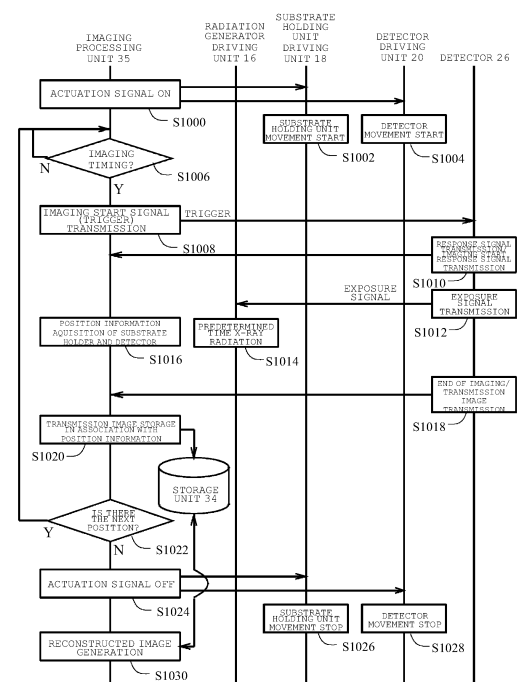 IMAGING
PROCESSING
UNIT 35
RADIATION
GENERATOR
DRIVING
UNIT 16
SUBSTRATE
HOLDING
UNIT
DRIVING
UNIT 18
DETECTOR
DRIVING
UNIT 20
DETECTOR 26
ACTUATION SIGNAL ON
S1000
SUBSTRATE
HOLDING UNIT
MOVEMENT START
S1002
DETECTOR
MOVEMENT START
S1004
IMAGING
TIMING?
N
S1006
Y
IMAGING START SIGNAL
(TRIGGER)
TRANSMISSION
TRIGGER
S1008
RESPONSE SIGNAL
TRANSMISSION/
IMAGING START
RESPONSE SIGNAL
TRANSMISSION
S1010
EXPOSURE
SIGNAL
EXPOSURE
SIGNAL
TRANSMISSION
S1012
POSITION INFORMATION
AQUISITION OF SUBSTRATE
HOLDER AND DETECTOR
S1016
PREDETERMINED
TIME X-RAY
RADIATION
S1014
END OF IMAGING/
TRANSMISSION
IMAGE
TRANSMISSION
S1018
TRANSMISSION IMAGE STORAGE
IN ASSOCIATION WITH
POSITION INFORMATION
S1020
STORAGE
UNIT 34
IS THERE
THE NEXT
POSITION?
Y
N
S1022
ACTUATION SIGNAL OFF
S1024
SUBSTRATE
HOLDING UNIT
MOVEMENT STOP
S1026
DETECTOR
MOVEMENT STOP
S1028
RECONSTRUCTED IMAGE
GENERATION
S1030